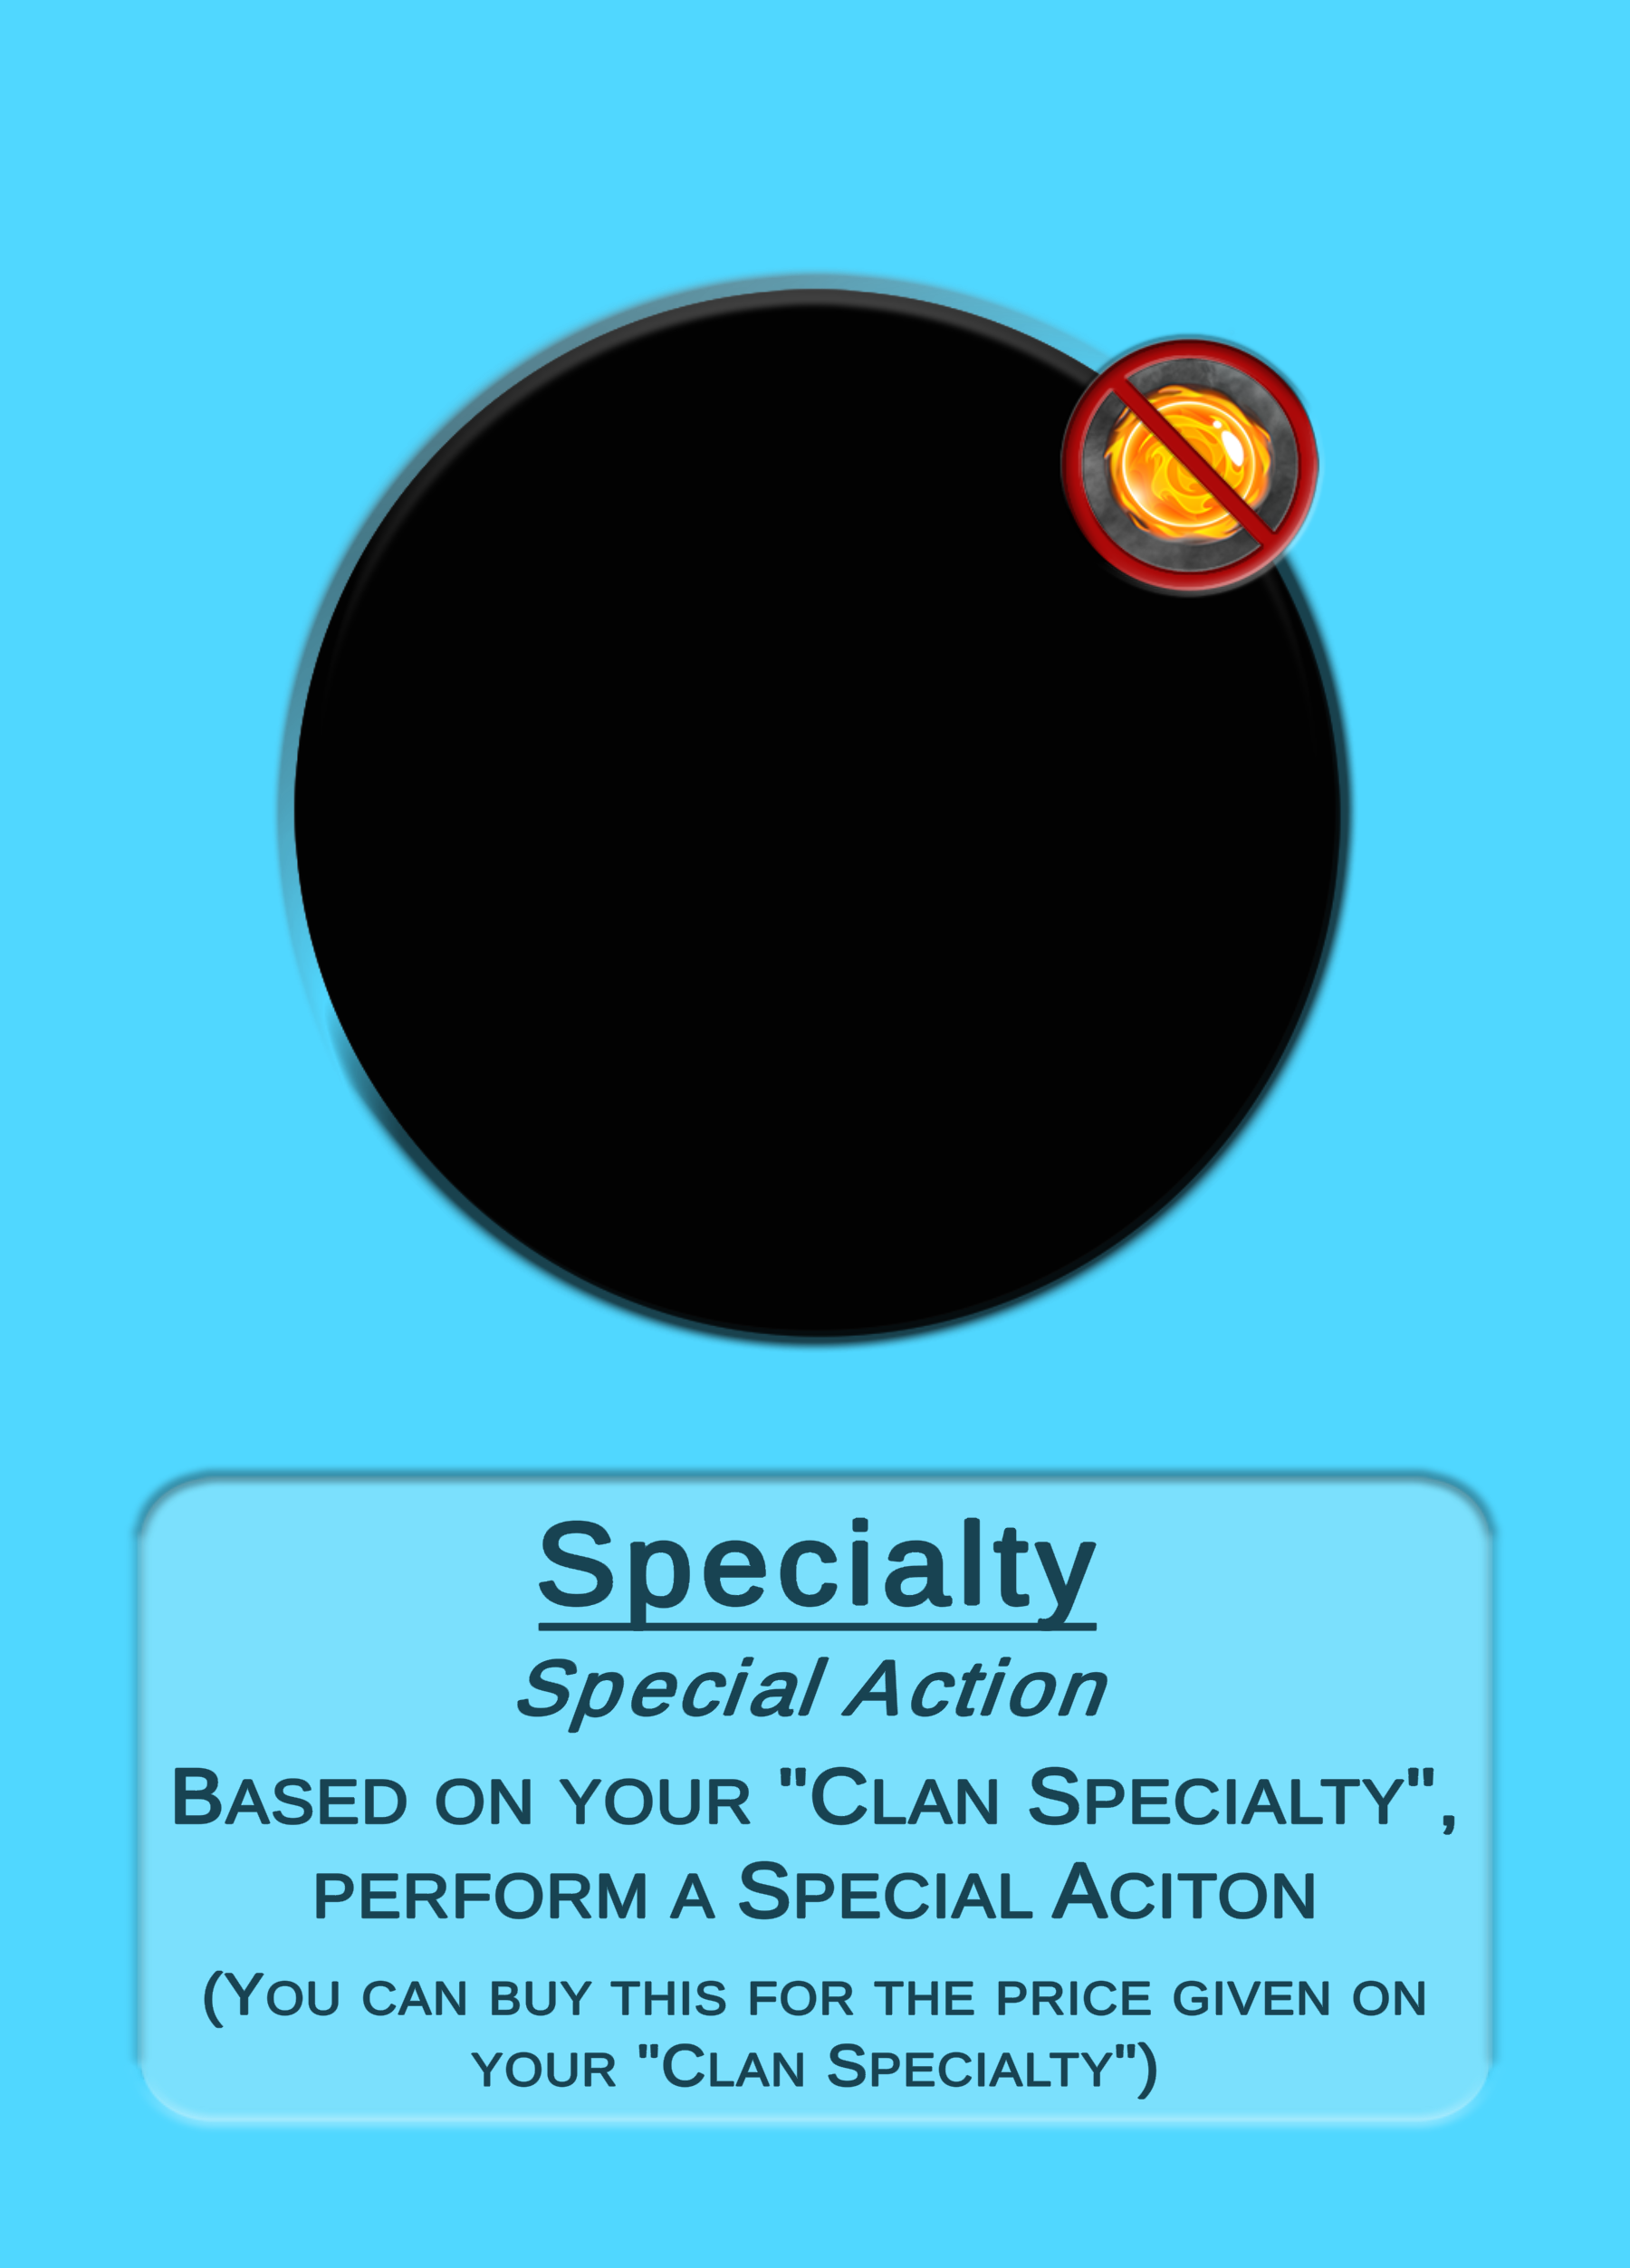 Specialty
Special Action
Based on your "Clan Specialty",
perform a Special Aciton
(You can buy this for the price given on
your "Clan Specialty")